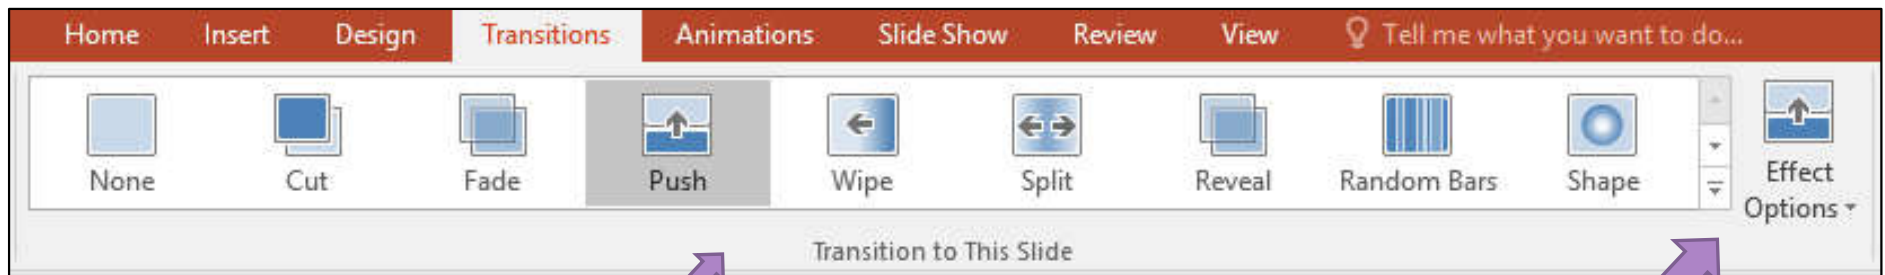 Home Insert Design Transitions Animations Slide Show Review View Tell me what you want to do...
None Cut Fade Push Wipe Split Reveal Random Bars Shape Effect
Options
Transition to This Slide